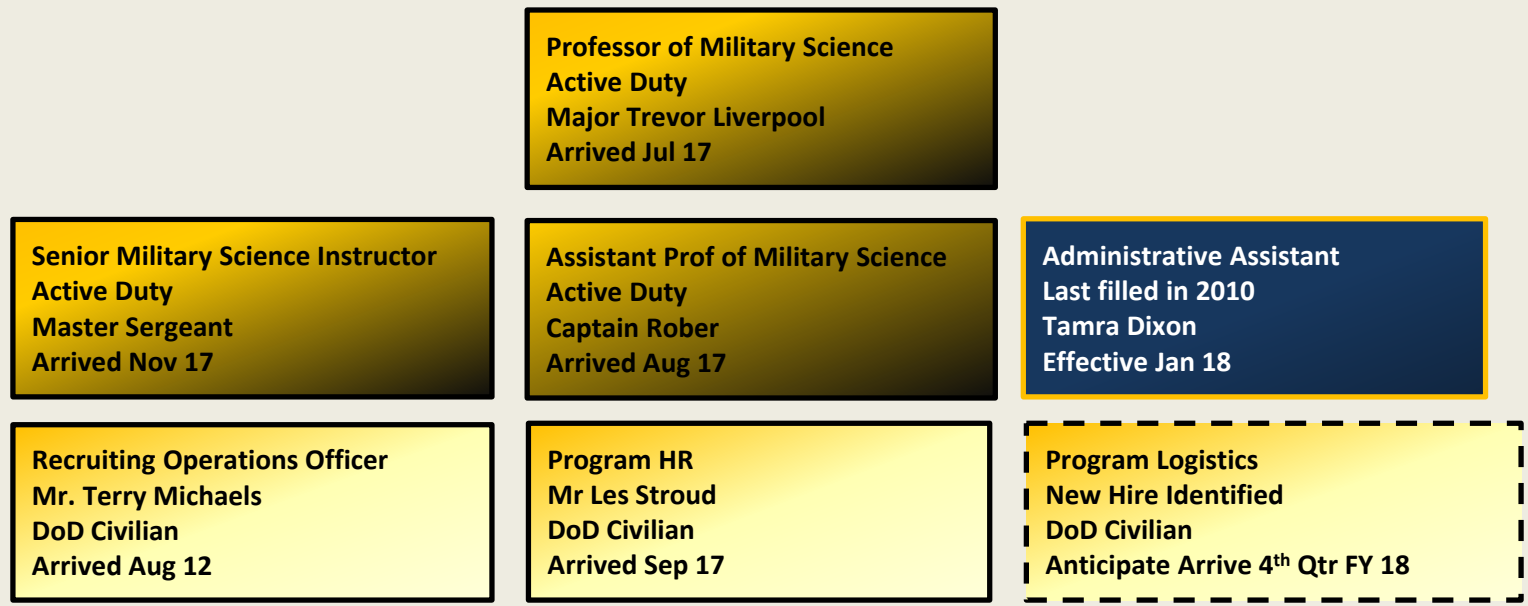 Professor of Military Science
Active Duty
Major Trevor Liverpool
Arrived Jul 17
Senior Military Science Instructor
Active Duty
Master Sergeant
Arrived Nov 17
Assistant Prof of Military Science
Active Duty
Captain Rober
Arrived Aug 17
Administrative Assistant
Last filled in 2010
Tamra Dixon
Effective Jan 18
Recruiting Operations Officer
Mr. Terry Michaels
DoD Civilian
Arrived Aug 12
Program HR
Mr Les Stroud
DoD Civilian
Arrived Sep 17
Program Logistics
New Hire Identified
DoD Civilian
Anticipate Arrive 4th Qtr FY 18